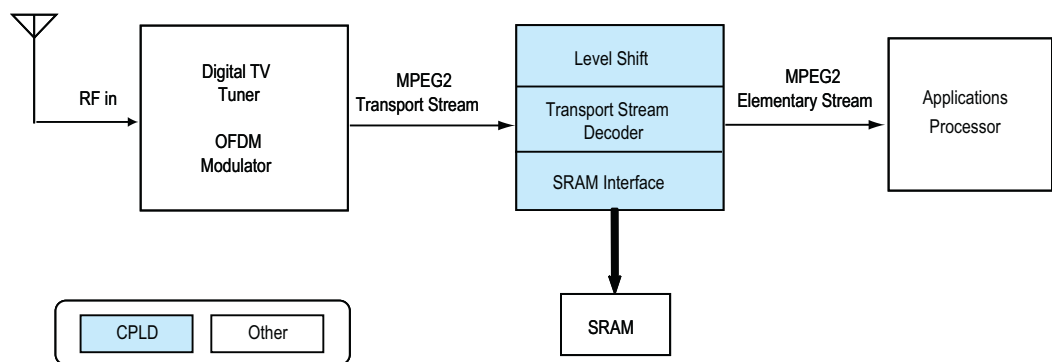 RF in
Digital TV
Tuner
OFDM
Modulator
MPEG2
Transport Stream
Level Shift
Transport Stream
Decoder
SRAM Interface
MPEG2
Elementary Stream
Applications
Processor
SRAM
CPLD
Other